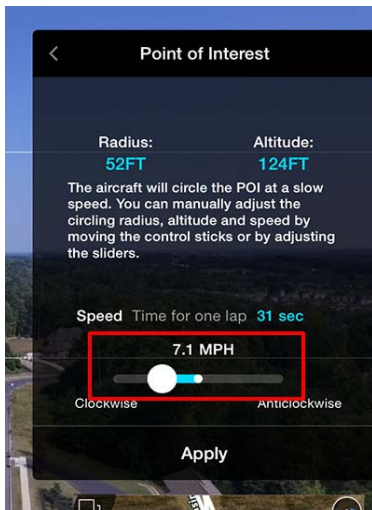 Point of Interest
Radius: Altitude:
52FT 124FT
The aircraft will circle the POI at a slow
speed. You can manually adjust the
circling radius, altitude and speed by
moving the control sticks or by adjusting
the sliders.
Speed Time for one lap 31 sec
7.1 MPH
Clockwise Anticlockwise
Apply